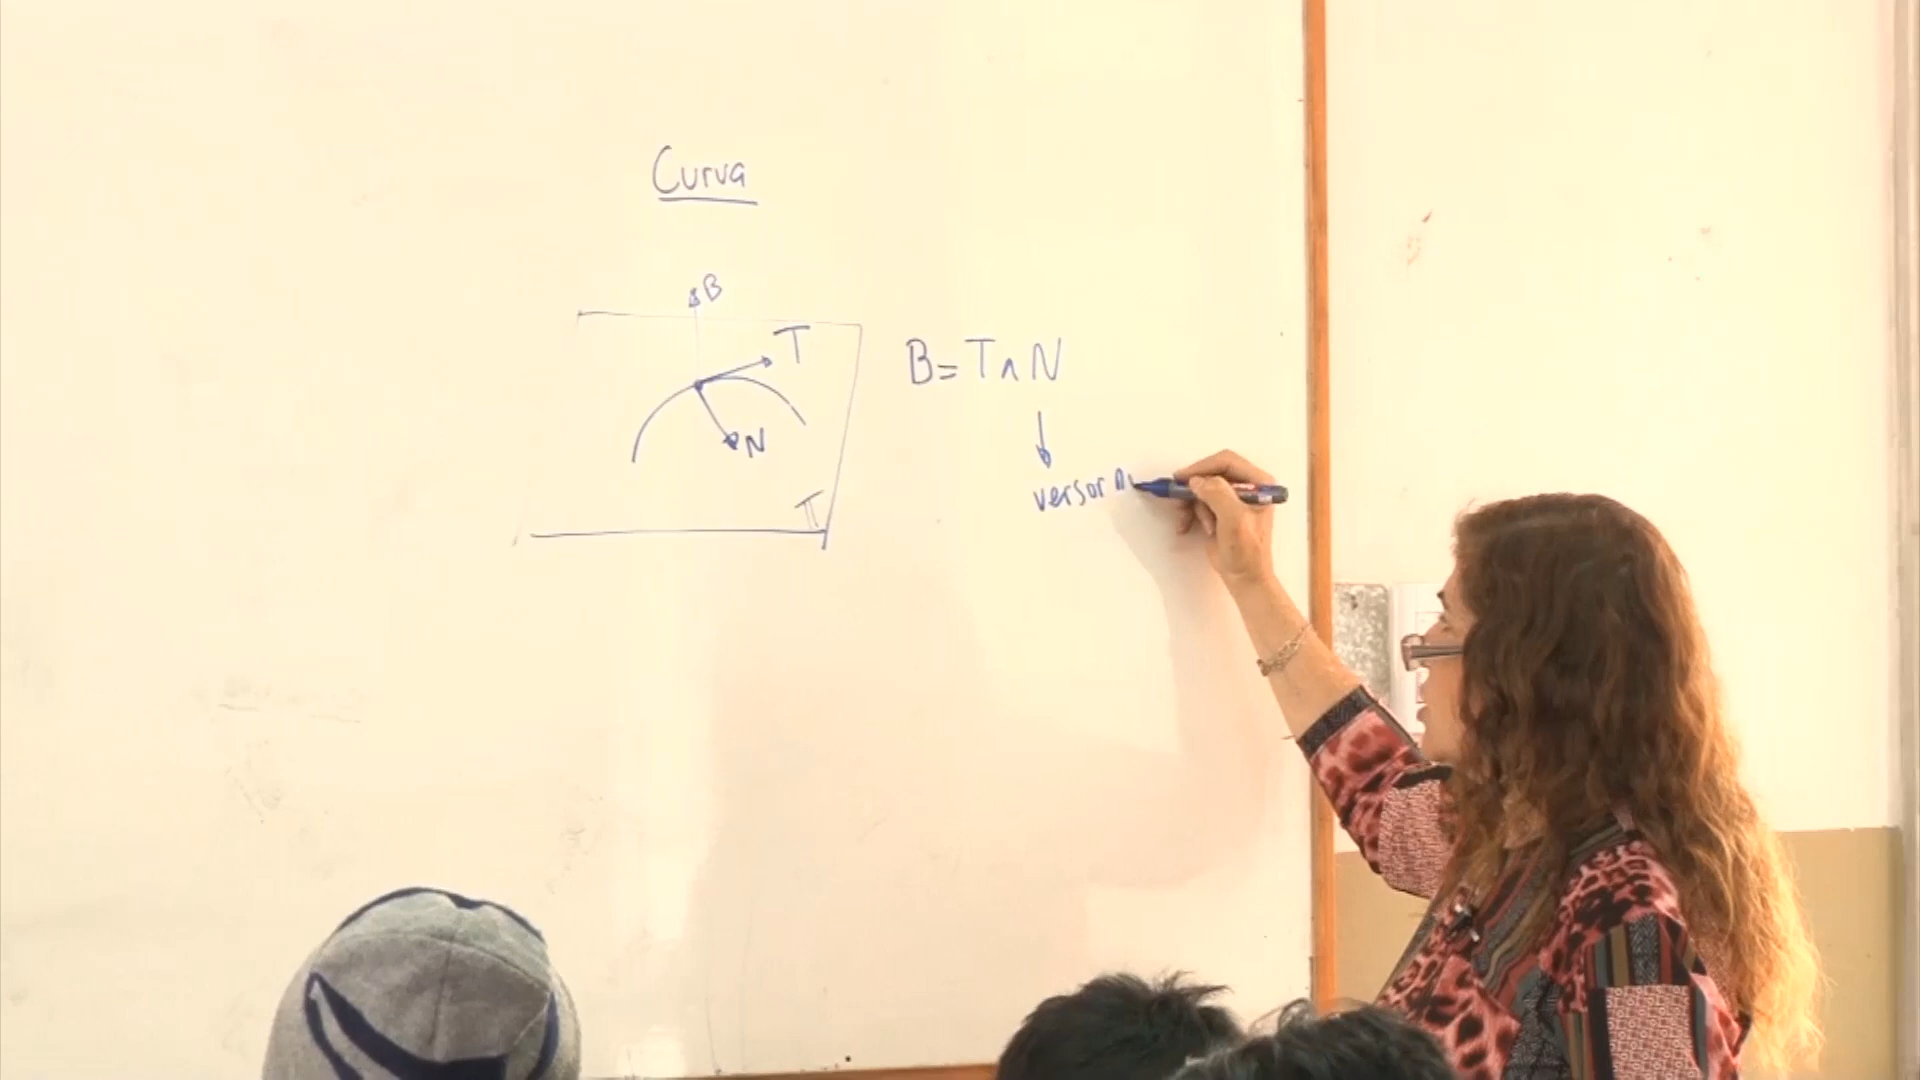 Curva
B
T
N
π
B = T ∧ N
versor